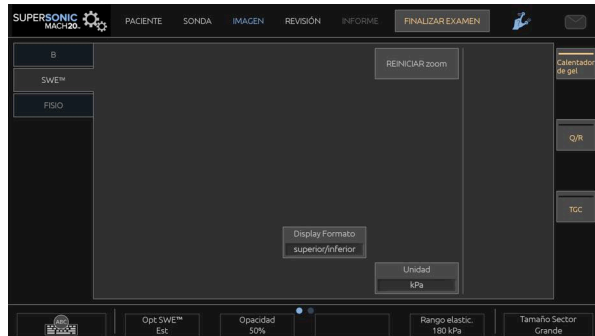 SUPERSONIC
MACH20.
PACIENTE
SONDA
IMAGEN
REVISIÓN
INFORME
FINALIZAR EXAMEN
B
SWE™
FISIO
REINICIAR zoom
Calentador
de gel
Q/R
TGC
Display Formato
superior/inferior
Unidad
kPa
ABC
Opt SWE™
Est
Opacidad
50%
Rango elastic.
180 kPa
Tamaño Sector
Grande